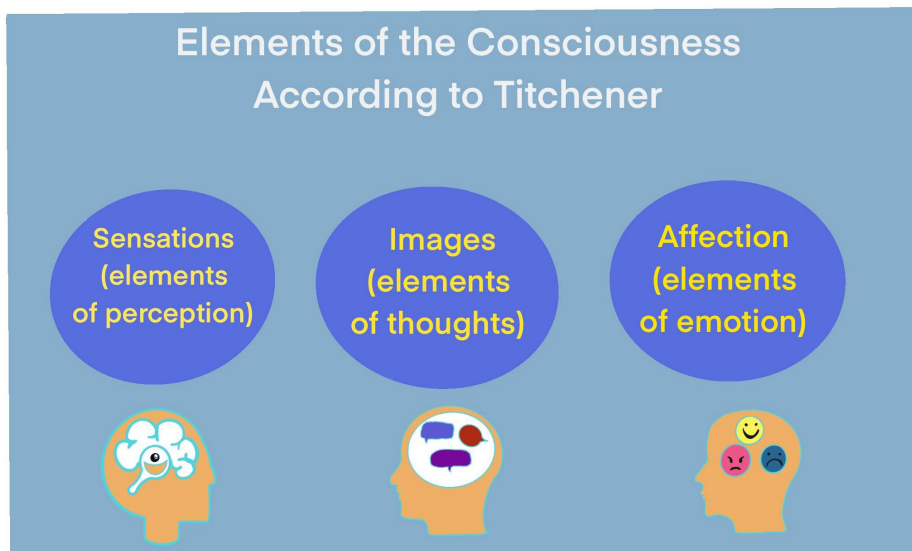 Elements of the Consciousness
According to Titchener
Sensations
(elements
of perception)
Images
(elements
of thoughts)
Affection
(elements
of emotion)